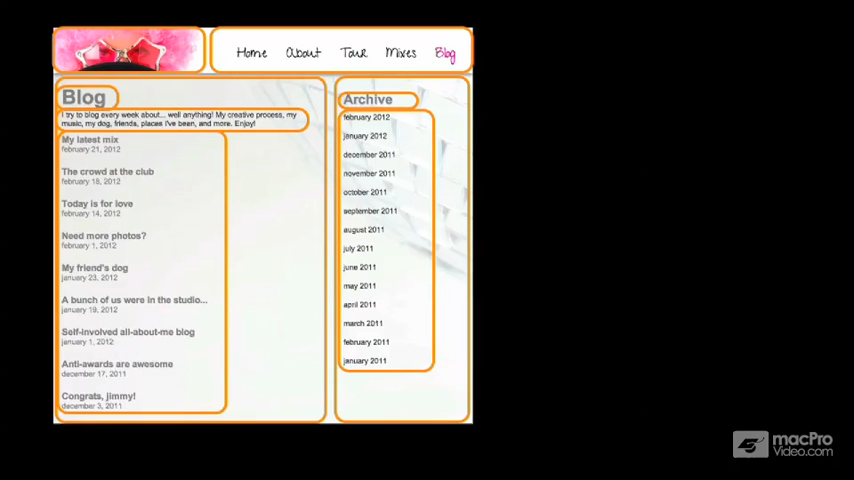 Home About Tour Mixes Blog
Blog
I try to blog every week about... well anything! My creative process, my
music, my dog, friends, places I've been, and more. Enjoy!
My latest mix
february 21, 2012
The crowd at the club
february 18, 2012
Today is for love
february 14, 2012
Need more photos?
february 1, 2012
My friend's dog
january 23, 2012
A bunch of us were in the studio...
january 19, 2012
Self-involved all-about-me blog
january 1, 2012
Anti-awards are awesome
december 17, 2011
Congrats, jimmy!
december 3, 2011
Archive
february 2012
january 2012
december 2011
november 2011
october 2011
september 2011
august 2011
july 2011
june 2011
may 2011
april 2011
march 2011
february 2011
january 2011
macPro
Video.com